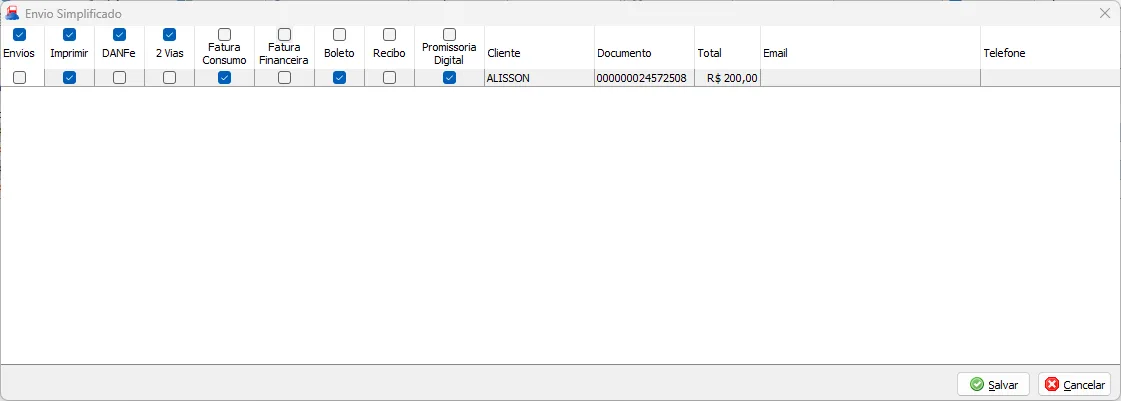 Envio Simplificado
Envios Imprimir DANFe 2 Vias Fatura Consumo Fatura Financeira Boleto Recibo Promissoria Digital Cliente Documento Total Email Telefone
ALISSON 000000024572508 R$ 200,00
Salvar Cancelar